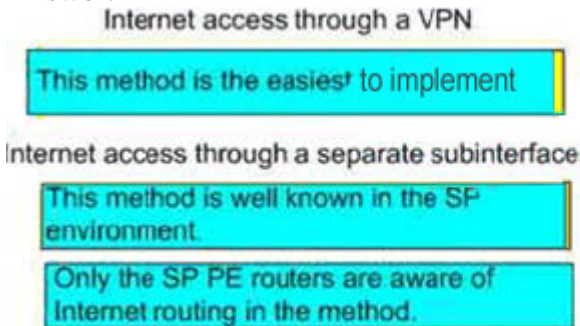 Internet access through a VPN
This method is the easiest to implement
Internet access through a separate subinterface
This method is well known in the SP
environment.
Only the SP PE routers are aware of
Internet routing in the method.